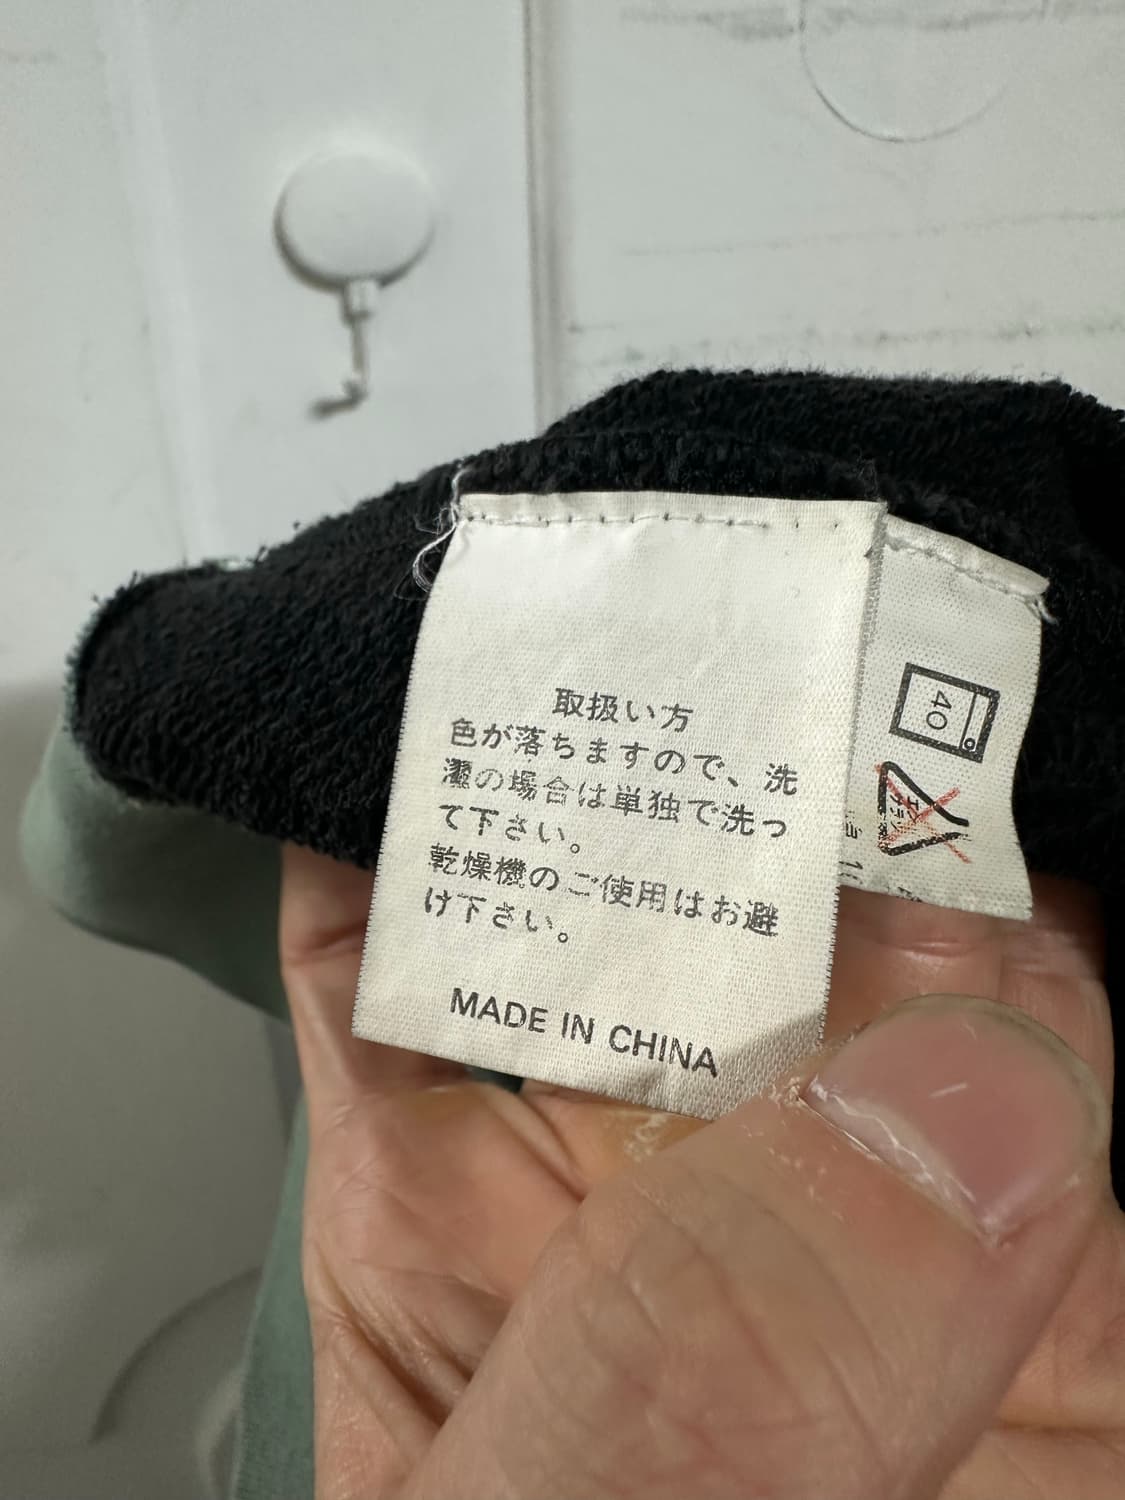 取扱い方
色が落ちますので、洗
濯の場合は単独で洗っ
て下さい。
乾燥機のご使用はお避
け下さい。
MADE IN CHINA
40